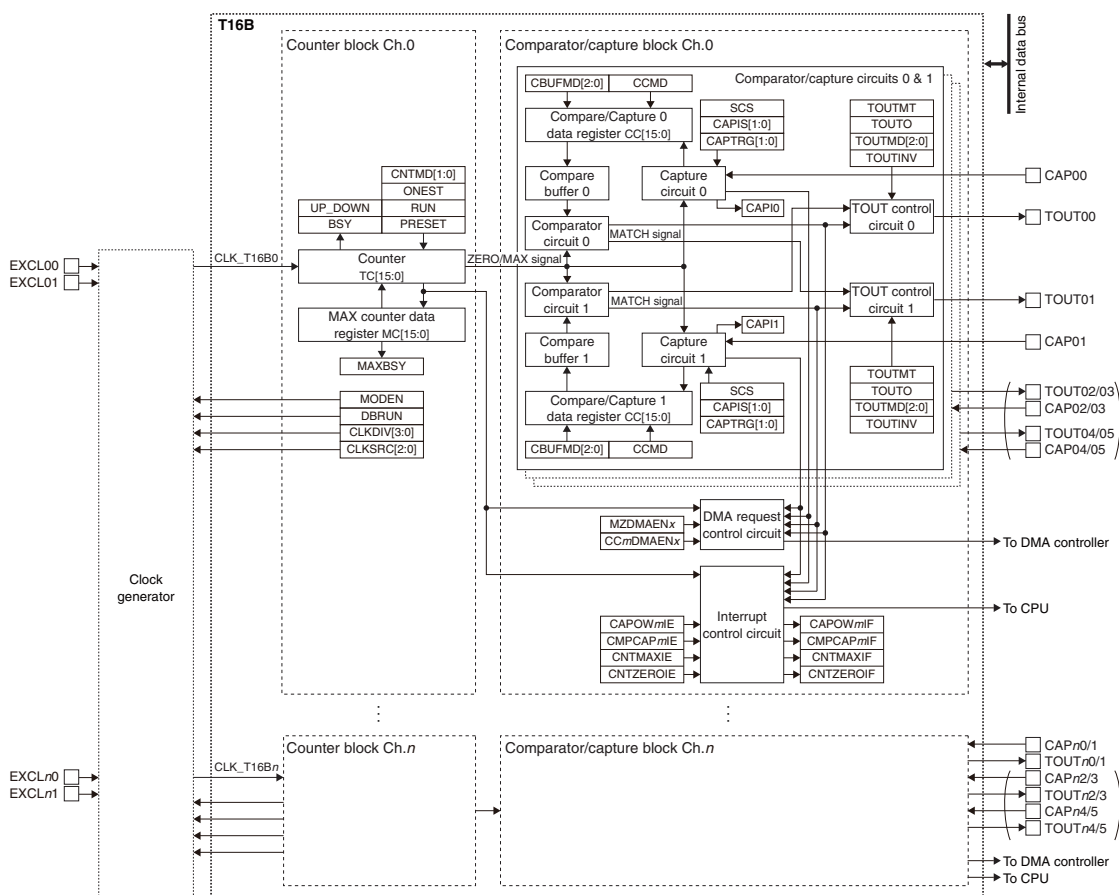 T16B
Counter block Ch.0
Comparator/capture block Ch.0
Internal data bus
Comparator/capture circuits 0 & 1
CBUFMD[2:0]
CCMD
Compare/Capture 0
data register CC[15:0]
SCS
CAPIS[1:0]
CAPTRG[1:0]
TOUTMT
TOUTO
TOUTMD[2:0]
TOUTINV
CNTMD[1:0]
ONEST
UP_DOWN
RUN
BSY
PRESET
Compare
buffer 0
Capture
circuit 0
CAPI0
CAP00
TOUT control
circuit 0
TOUT00
Comparator
circuit 0
MATCH signal
EXCL00
EXCL01
CLK_T16B0
Counter
TC[15:0]
ZERO/MAX signal
MAX counter data
register MC[15:0]
MAXBSY
Comparator
circuit 1
MATCH signal
TOUT control
circuit 1
TOUT01
Compare
buffer 1
Capture
circuit 1
CAPI1
CAP01
MODEN
DBRUN
CLKDIV[3:0]
CLKSRC[2:0]
Compare/Capture 1
data register CC[15:0]
SCS
CAPIS[1:0]
CAPTRG[1:0]
TOUTMT
TOUTO
TOUTMD[2:0]
TOUTINV
CBUFMD[2:0]
CCMD
TOUT02/03
CAP02/03
TOUT04/05
CAP04/05
MZDMAENx
CCmDMAENx
DMA request
control circuit
To DMA controller
Clock
generator
Interrupt
control circuit
To CPU
CAPOWmIE
CMPCAPmIE
CNTMAXIE
CNTZEROIE
CAPOWmIF
CMPCAPmIF
CNTMAXIF
CNTZEROIF
Counter block Ch.n
Comparator/capture block Ch.n
EXCLn0
EXCLn1
CLK_T16Bn
CAPn0/1
TOUTn0/1
CAPn2/3
TOUTn2/3
CAPn4/5
TOUTn4/5
To DMA controller
To CPU